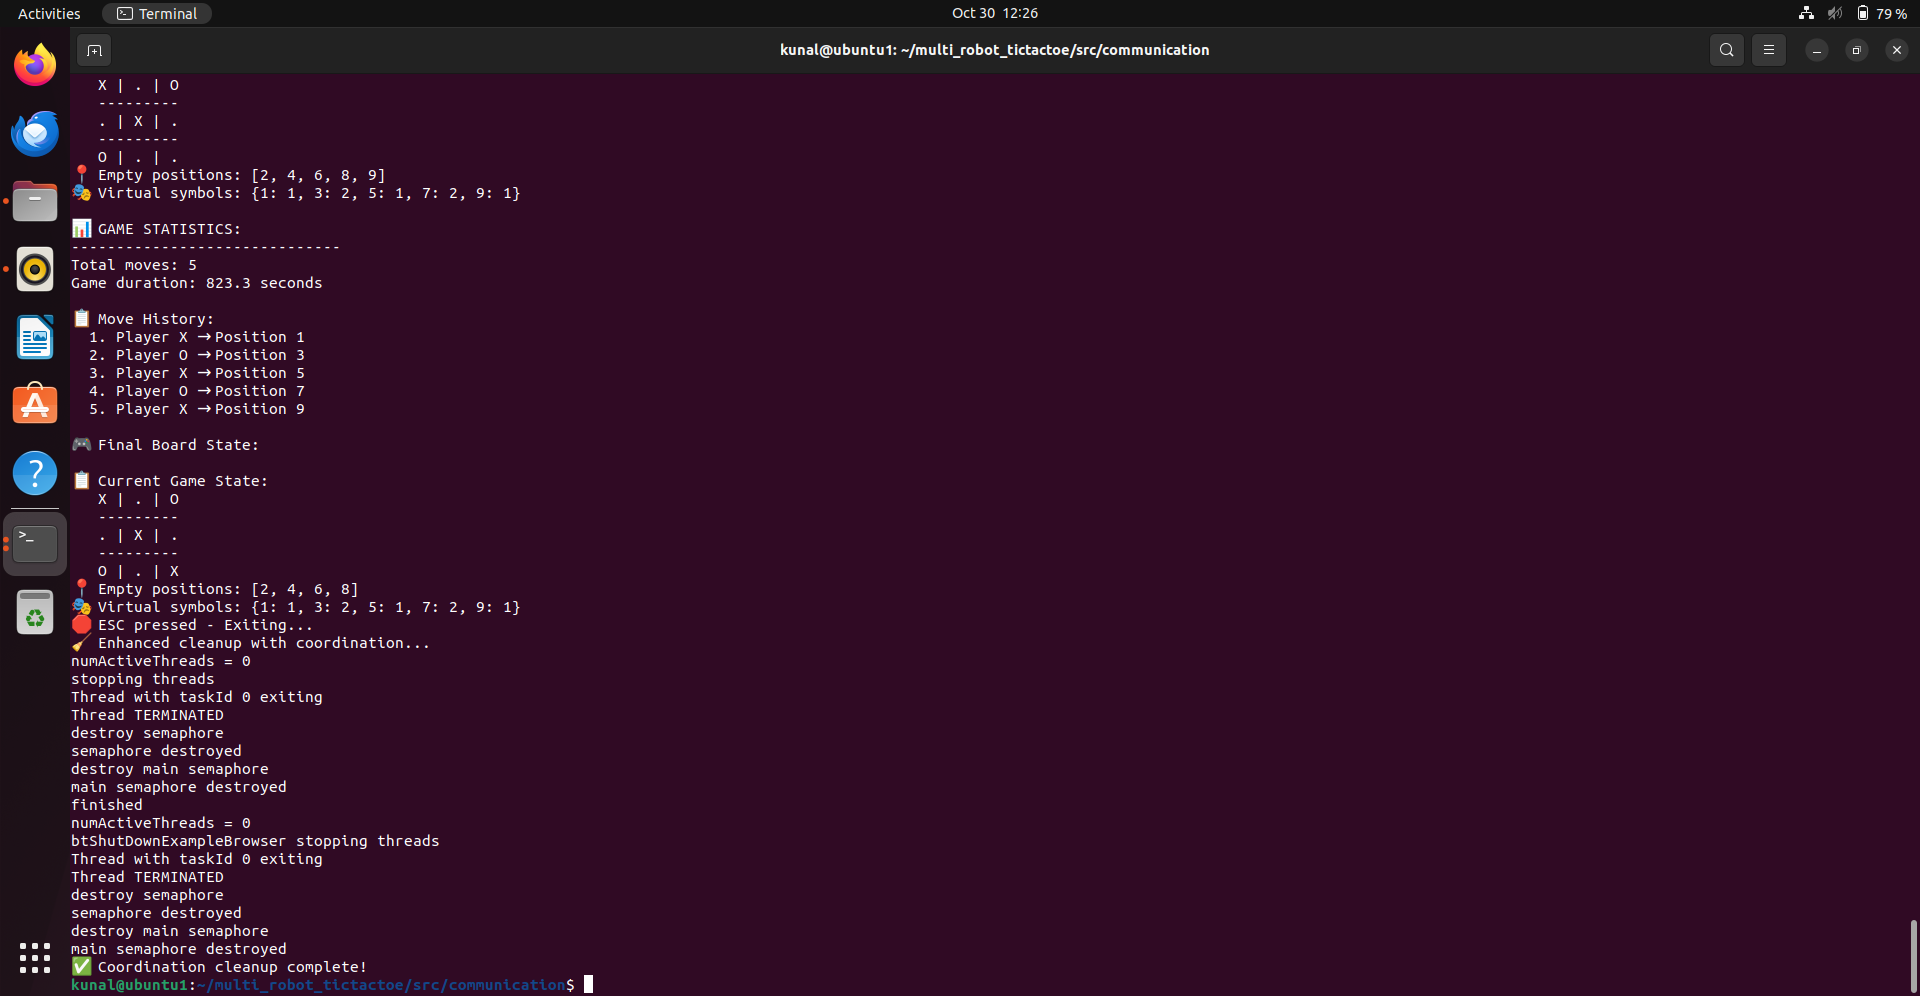 Activities
Terminal
Oct 30 12:26
79 %
kunal@ubuntu1: ~/multi_robot_tictactoe/src/communication
X | . | O
---------
. | X | .
---------
O | . | .
Empty positions: [2, 4, 6, 8, 9]
Virtual symbols: {1: 1, 3: 2, 5: 1, 7: 2, 9: 1}
GAME STATISTICS:
------------------------------
Total moves: 5
Game duration: 823.3 seconds
Move History:
1. Player X → Position 1
2. Player O → Position 3
3. Player X → Position 5
4. Player O → Position 7
5. Player X → Position 9
Final Board State:
Current Game State:
X | . | O
---------
. | X | .
---------
O | . | X
Empty positions: [2, 4, 6, 8]
Virtual symbols: {1: 1, 3: 2, 5: 1, 7: 2, 9: 1}
ESC pressed - Exiting...
Enhanced cleanup with coordination...
numActiveThreads = 0
stopping threads
Thread with taskId 0 exiting
Thread TERMINATED
destroy semaphore
semaphore destroyed
destroy main semaphore
main semaphore destroyed
finished
numActiveThreads = 0
btShutDownExampleBrowser stopping threads
Thread with taskId 0 exiting
Thread TERMINATED
destroy semaphore
semaphore destroyed
destroy main semaphore
main semaphore destroyed
Coordination cleanup complete!
kunal@ubuntu1:~/multi_robot_tictactoe/src/communication$